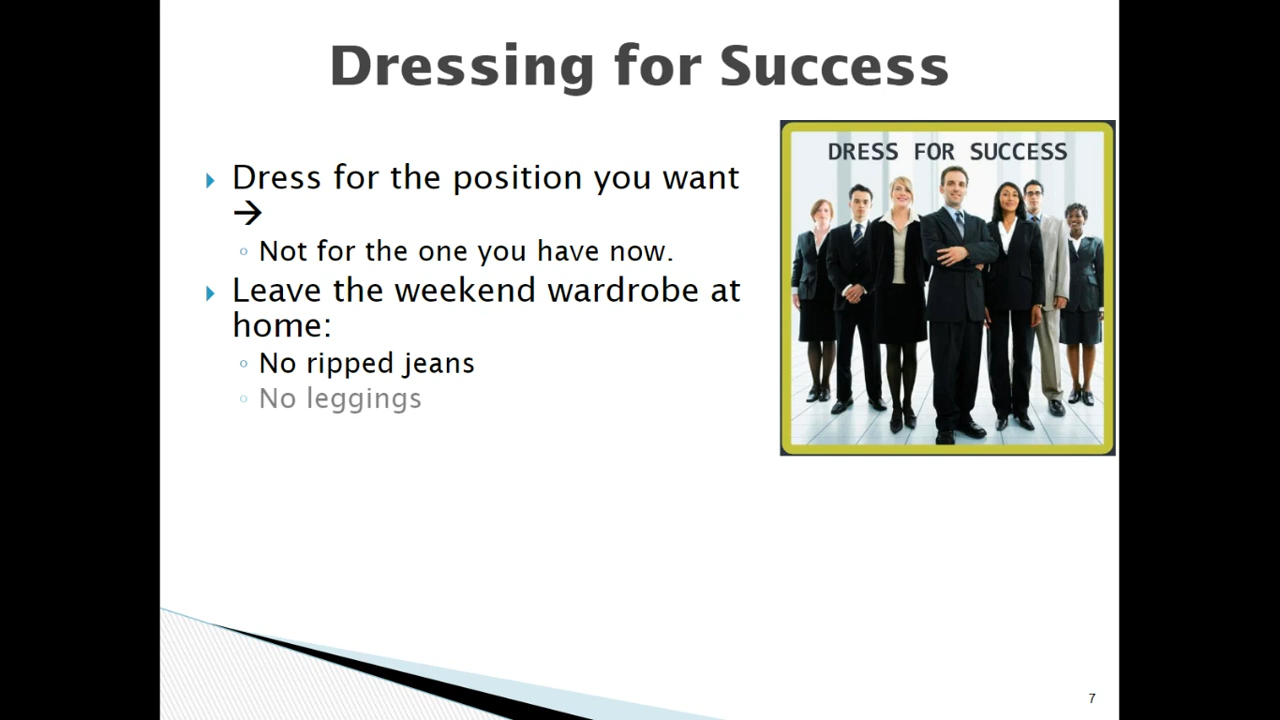 Dressing for Success
Dress for the position you want
→
Not for the one you have now.
Leave the weekend wardrobe at
home:
No ripped jeans
No leggings
DRESS FOR SUCCESS
7